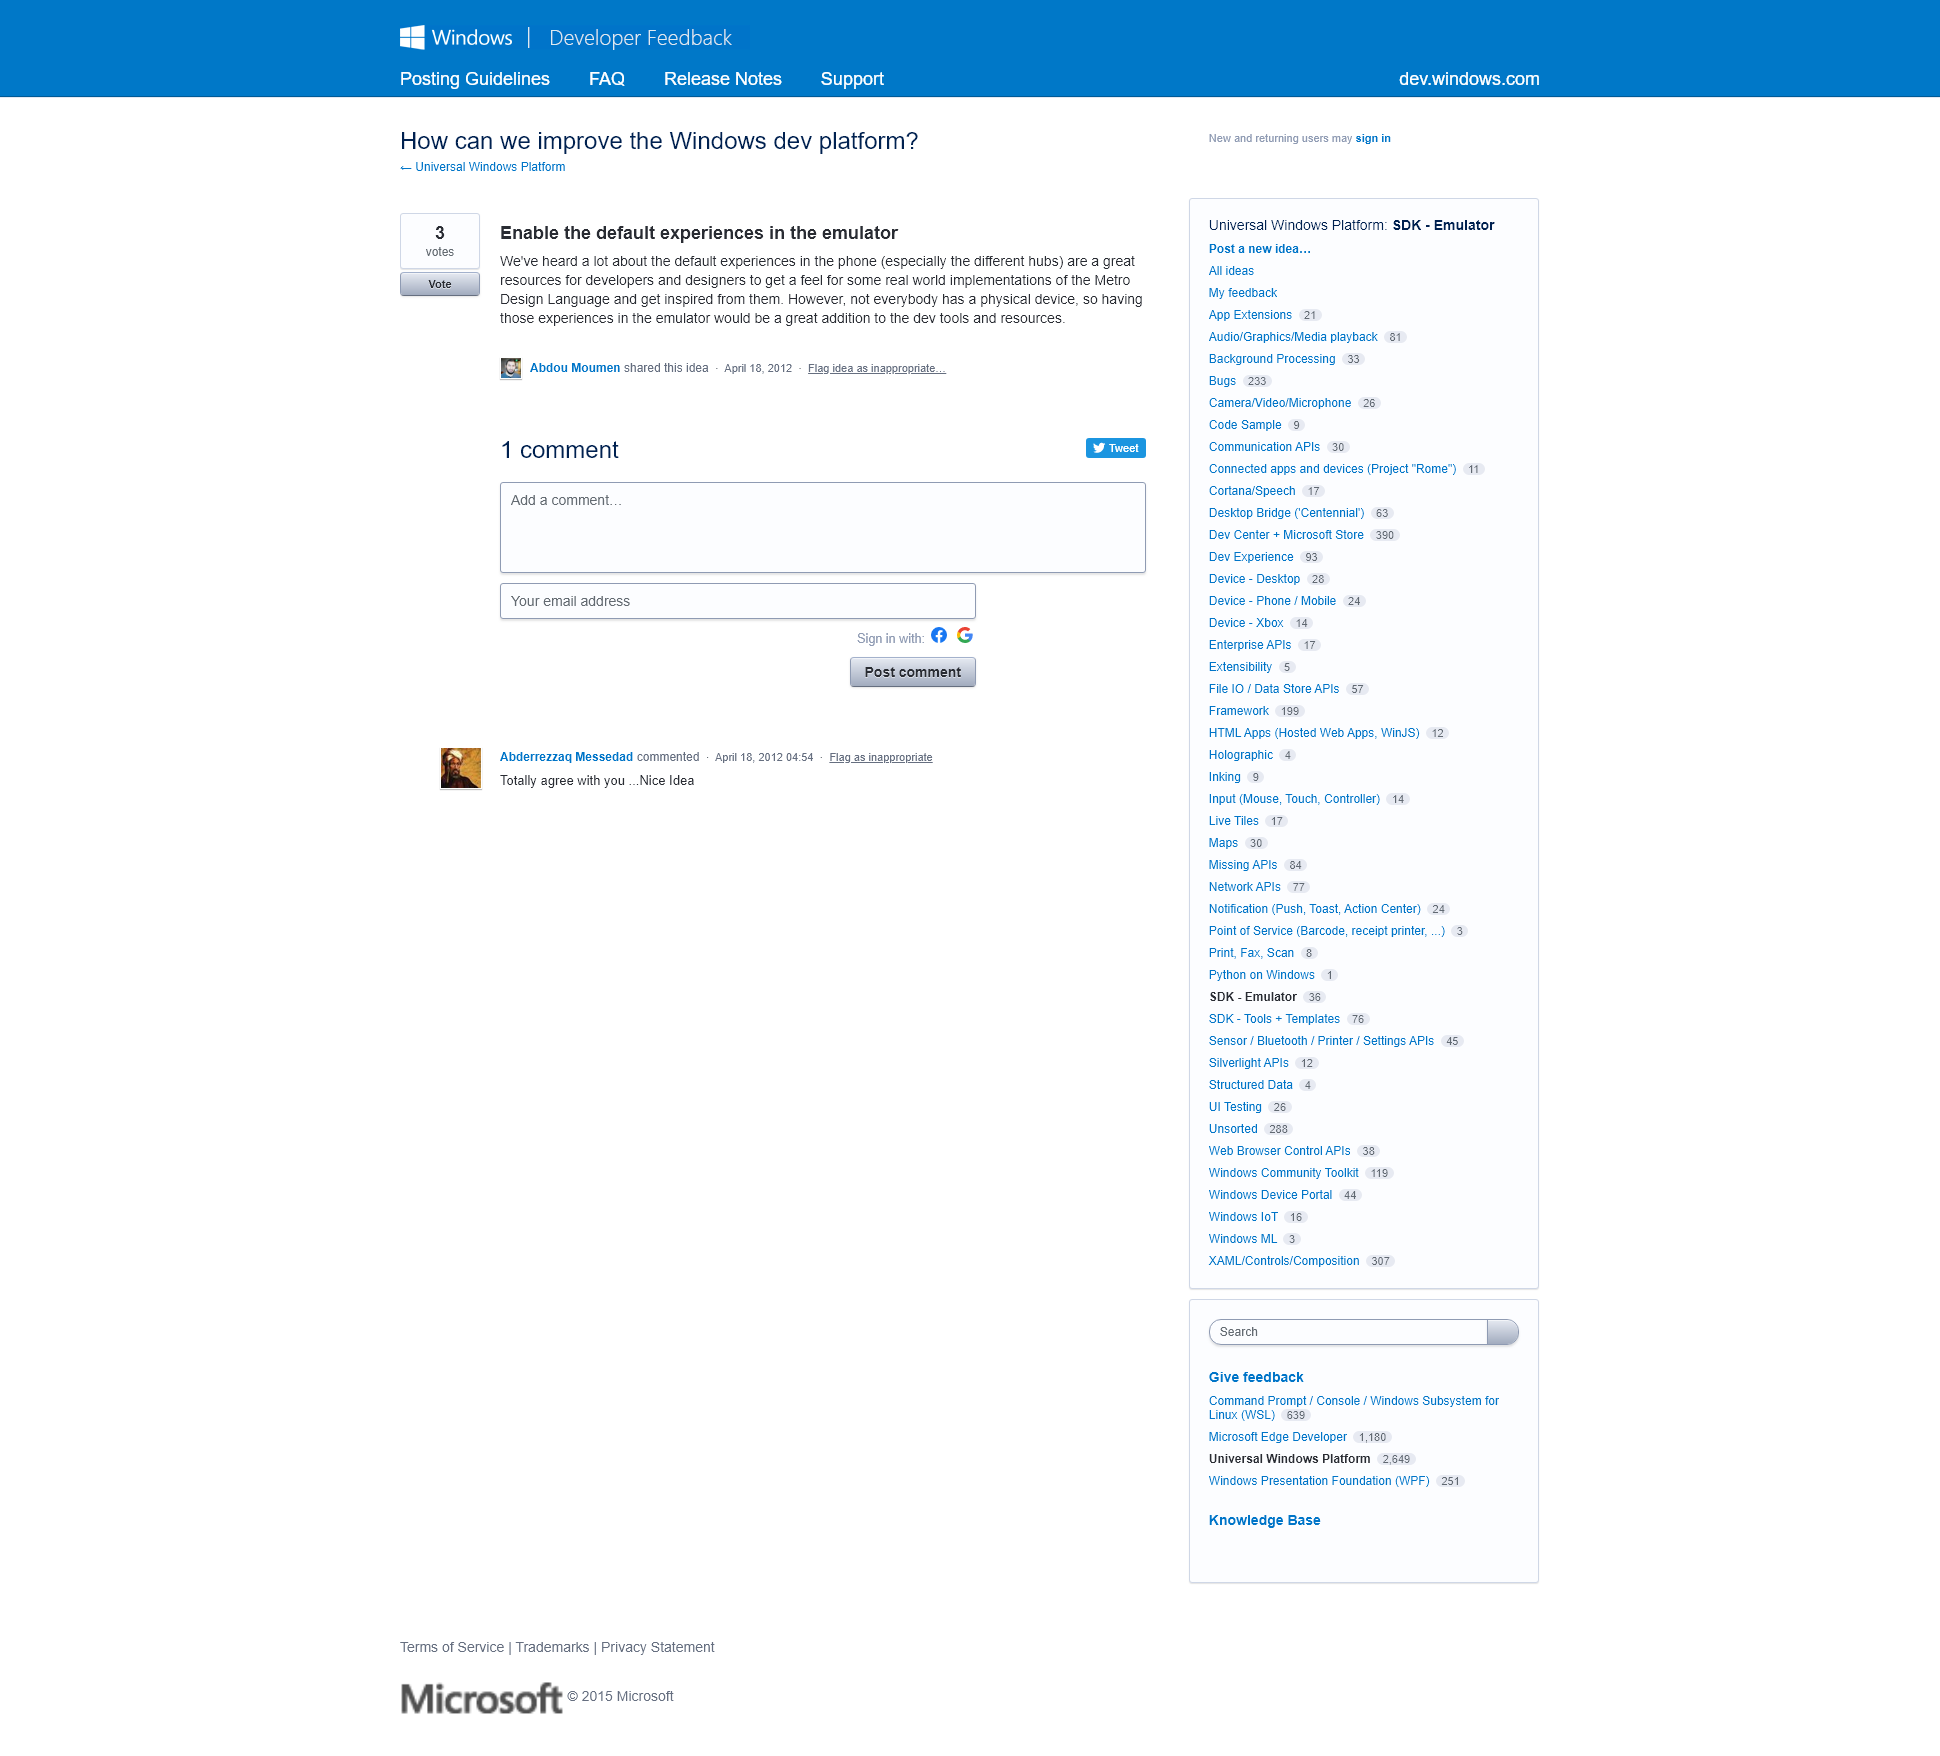 Windows | Developer Feedback
Posting Guidelines FAQ Release Notes Support dev.windows.com
How can we improve the Windows dev platform?
← Universal Windows Platform
New and returning users may sign in
3
votes
Vote
Enable the default experiences in the emulator
We've heard a lot about the default experiences in the phone (especially the different hubs) are a great
resources for developers and designers to get a feel for some real world implementations of the Metro
Design Language and get inspired from them. However, not everybody has a physical device, so having
those experiences in the emulator would be a great addition to the dev tools and resources.
Abdou Moumen shared this idea · April 18, 2012 · Flag idea as inappropriate…
1 comment
Tweet
Add a comment…
Your email address
Sign in with:
Post comment
Abderrezzaq Messedad commented · April 18, 2012 04:54 · Flag as inappropriate
Totally agree with you ...Nice Idea
Universal Windows Platform: SDK - Emulator
Post a new idea…
All ideas
My feedback
App Extensions 21
Audio/Graphics/Media playback 81
Background Processing 33
Bugs 233
Camera/Video/Microphone 26
Code Sample 9
Communication APIs 30
Connected apps and devices (Project "Rome") 11
Cortana/Speech 17
Desktop Bridge ('Centennial') 63
Dev Center + Microsoft Store 390
Dev Experience 93
Device - Desktop 28
Device - Phone / Mobile 24
Device - Xbox 14
Enterprise APIs 17
Extensibility 5
File IO / Data Store APIs 57
Framework 199
HTML Apps (Hosted Web Apps, WinJS) 12
Holographic 4
Inking 9
Input (Mouse, Touch, Controller) 14
Live Tiles 17
Maps 30
Missing APIs 84
Network APIs 77
Notification (Push, Toast, Action Center) 24
Point of Service (Barcode, receipt printer, ...) 3
Print, Fax, Scan 8
Python on Windows 1
SDK - Emulator 36
SDK - Tools + Templates 76
Sensor / Bluetooth / Printer / Settings APIs 45
Silverlight APIs 12
Structured Data 4
UI Testing 26
Unsorted 288
Web Browser Control APIs 38
Windows Community Toolkit 119
Windows Device Portal 44
Windows IoT 16
Windows ML 3
XAML/Controls/Composition 307
Search
Give feedback
Command Prompt / Console / Windows Subsystem for
Linux (WSL) 639
Microsoft Edge Developer 1,180
Universal Windows Platform 2,649
Windows Presentation Foundation (WPF) 251
Knowledge Base
Terms of Service | Trademarks | Privacy Statement
Microsoft © 2015 Microsoft